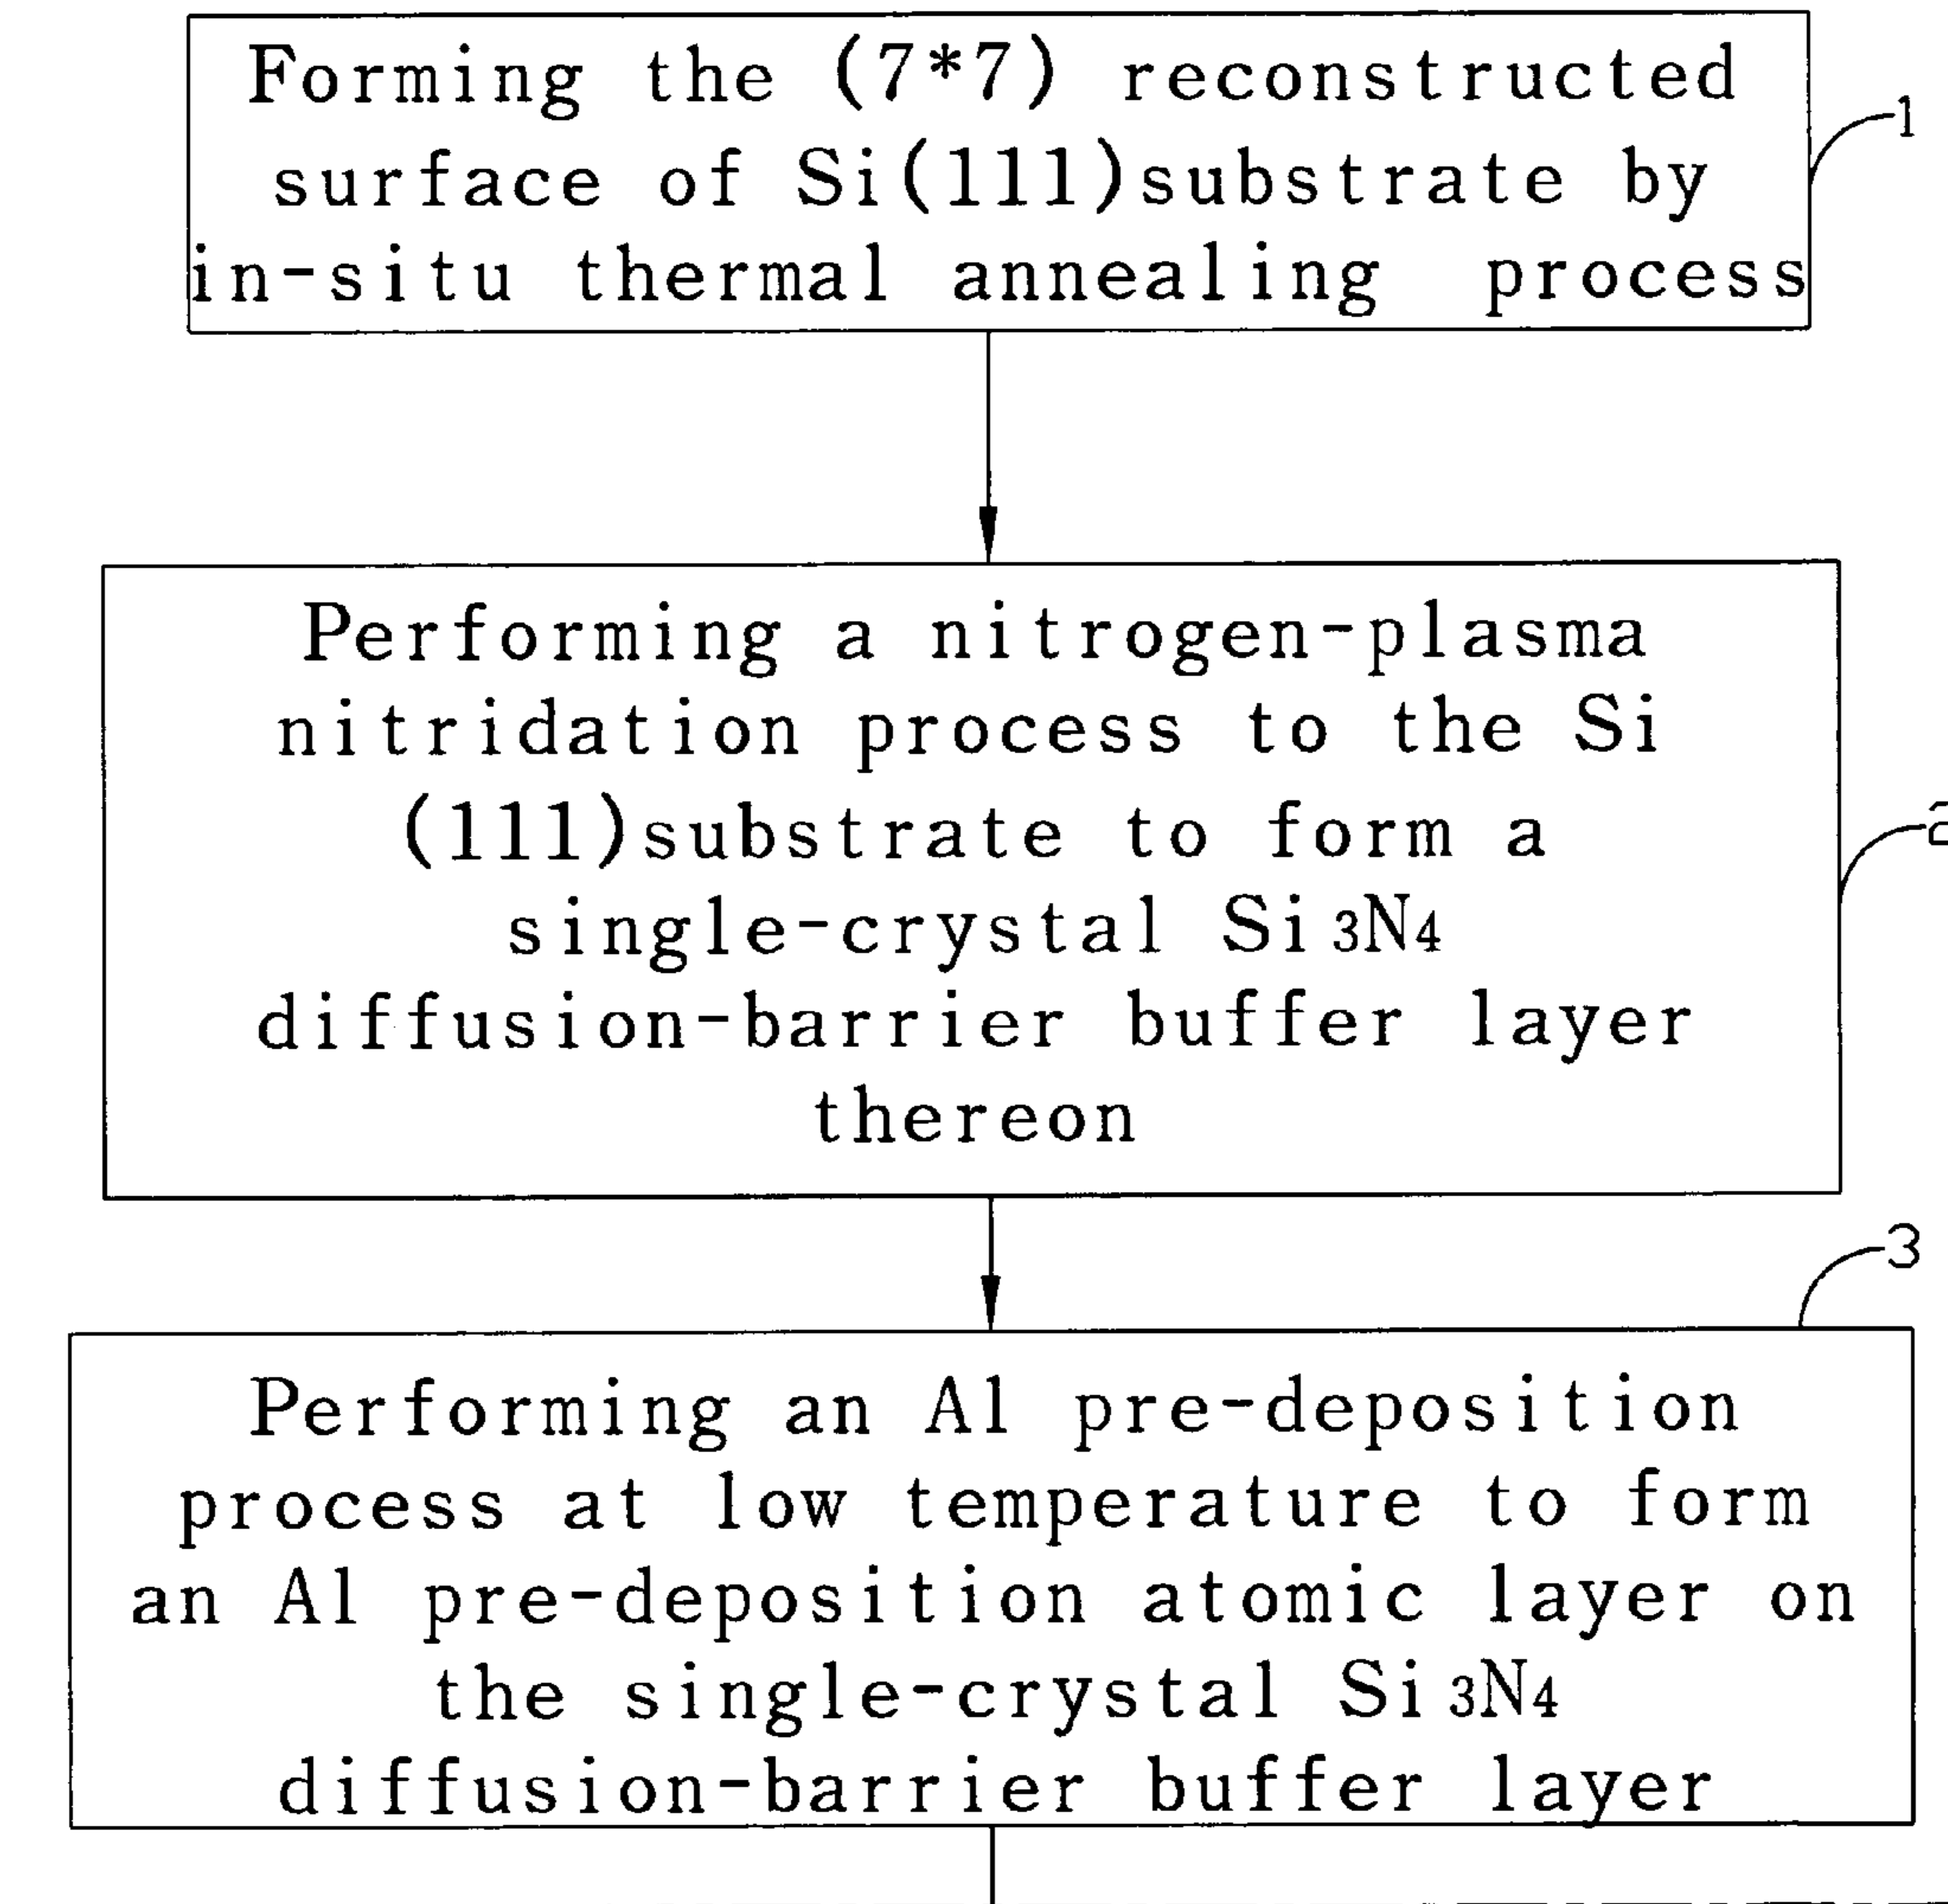 Forming the (7*7) reconstructed
1
surface of Si(111)substrate by
in-situ thermal annealing process
Performing a nitrogen-plasma
nitridation process to the Si
(111)substrate to form a
2
single-crystal Si3N4
diffusion-barrier buffer layer
thereon
3
Performing an Al pre-deposition
process at low temperature to form
an Al pre-deposition atomic layer on
the single-crystal Si3N4
diffusion-barrier buffer layer